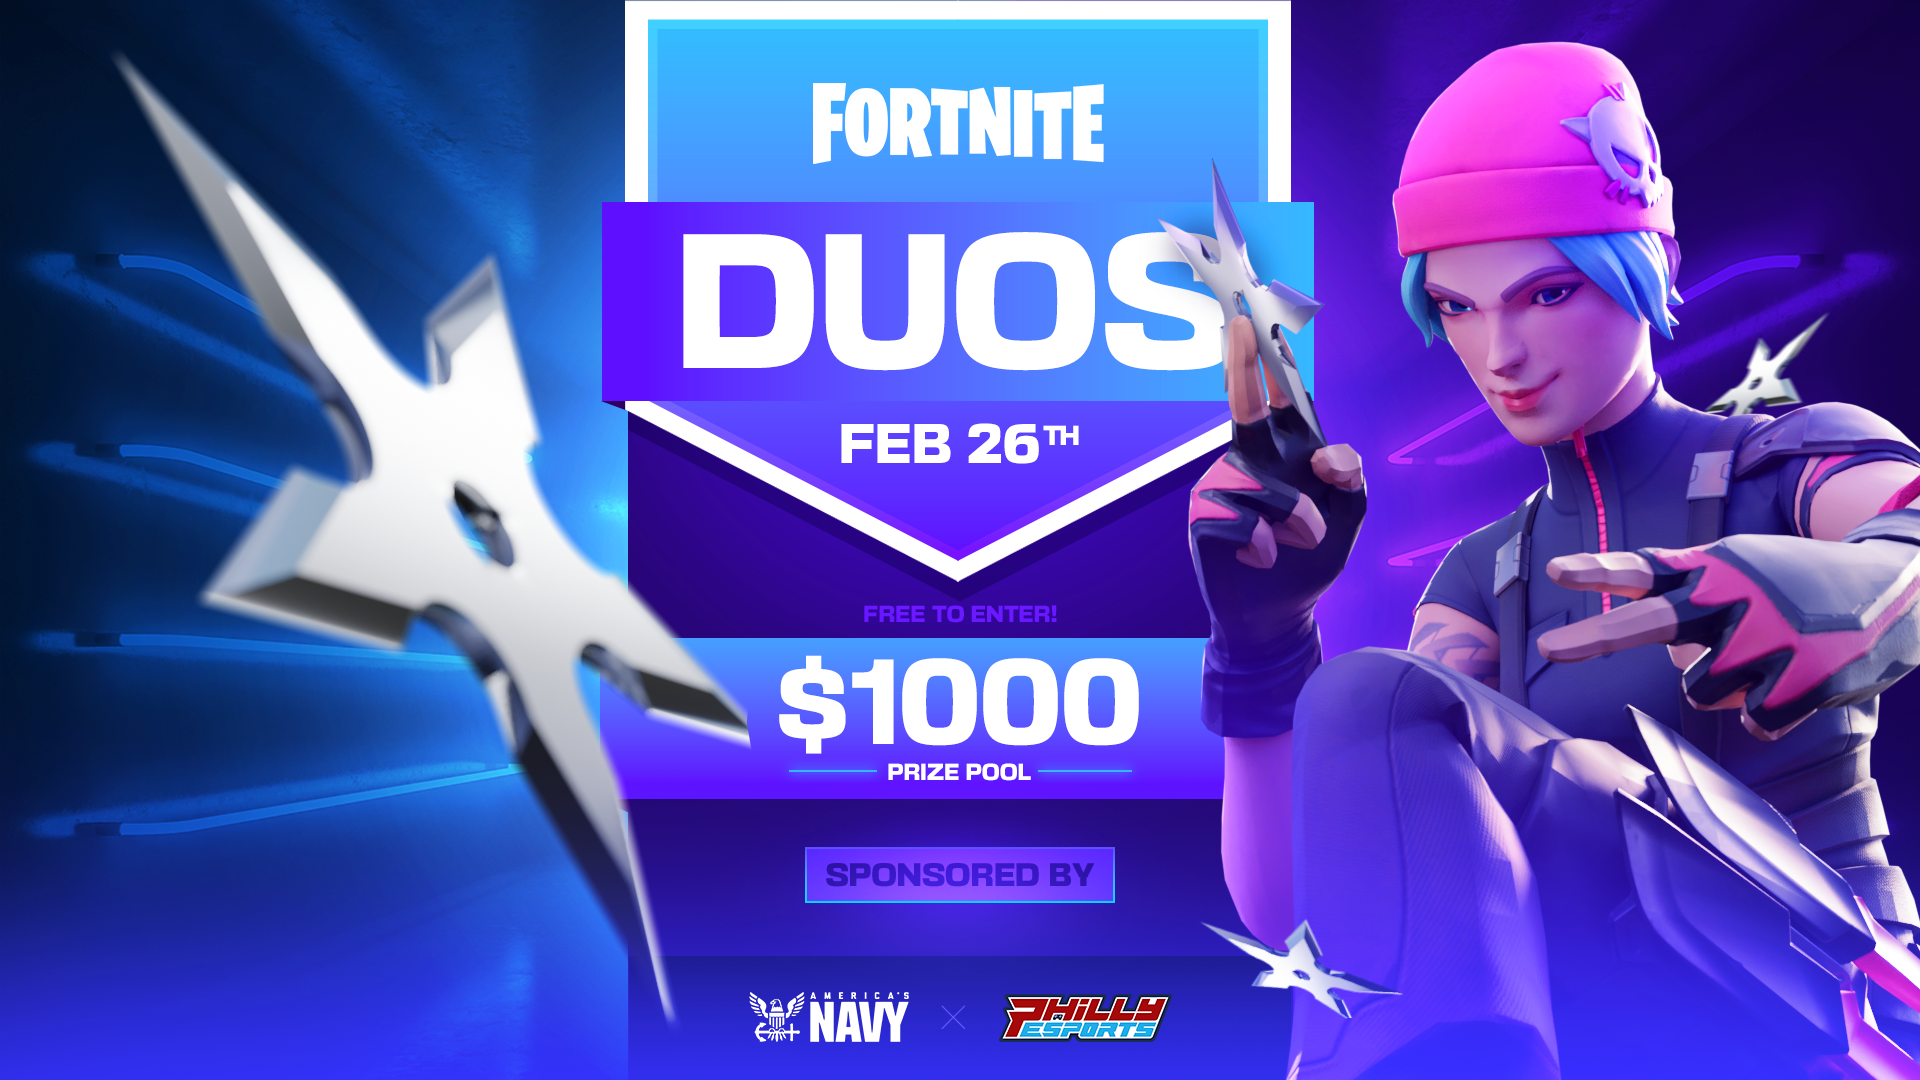 FORTNITE
DUOS
FEB 26TH
FREE TO ENTER!
$1000
PRIZE POOL
SPONSORED BY
AMERICA'S
NAVY
PHILLY
ESPORTS